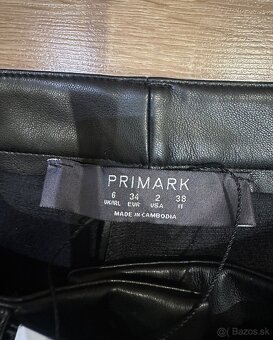 PRIMARK
6 34 2 38
UK/IRL EUR USA IT
MADE IN CAMBODIA
Bazos.sk